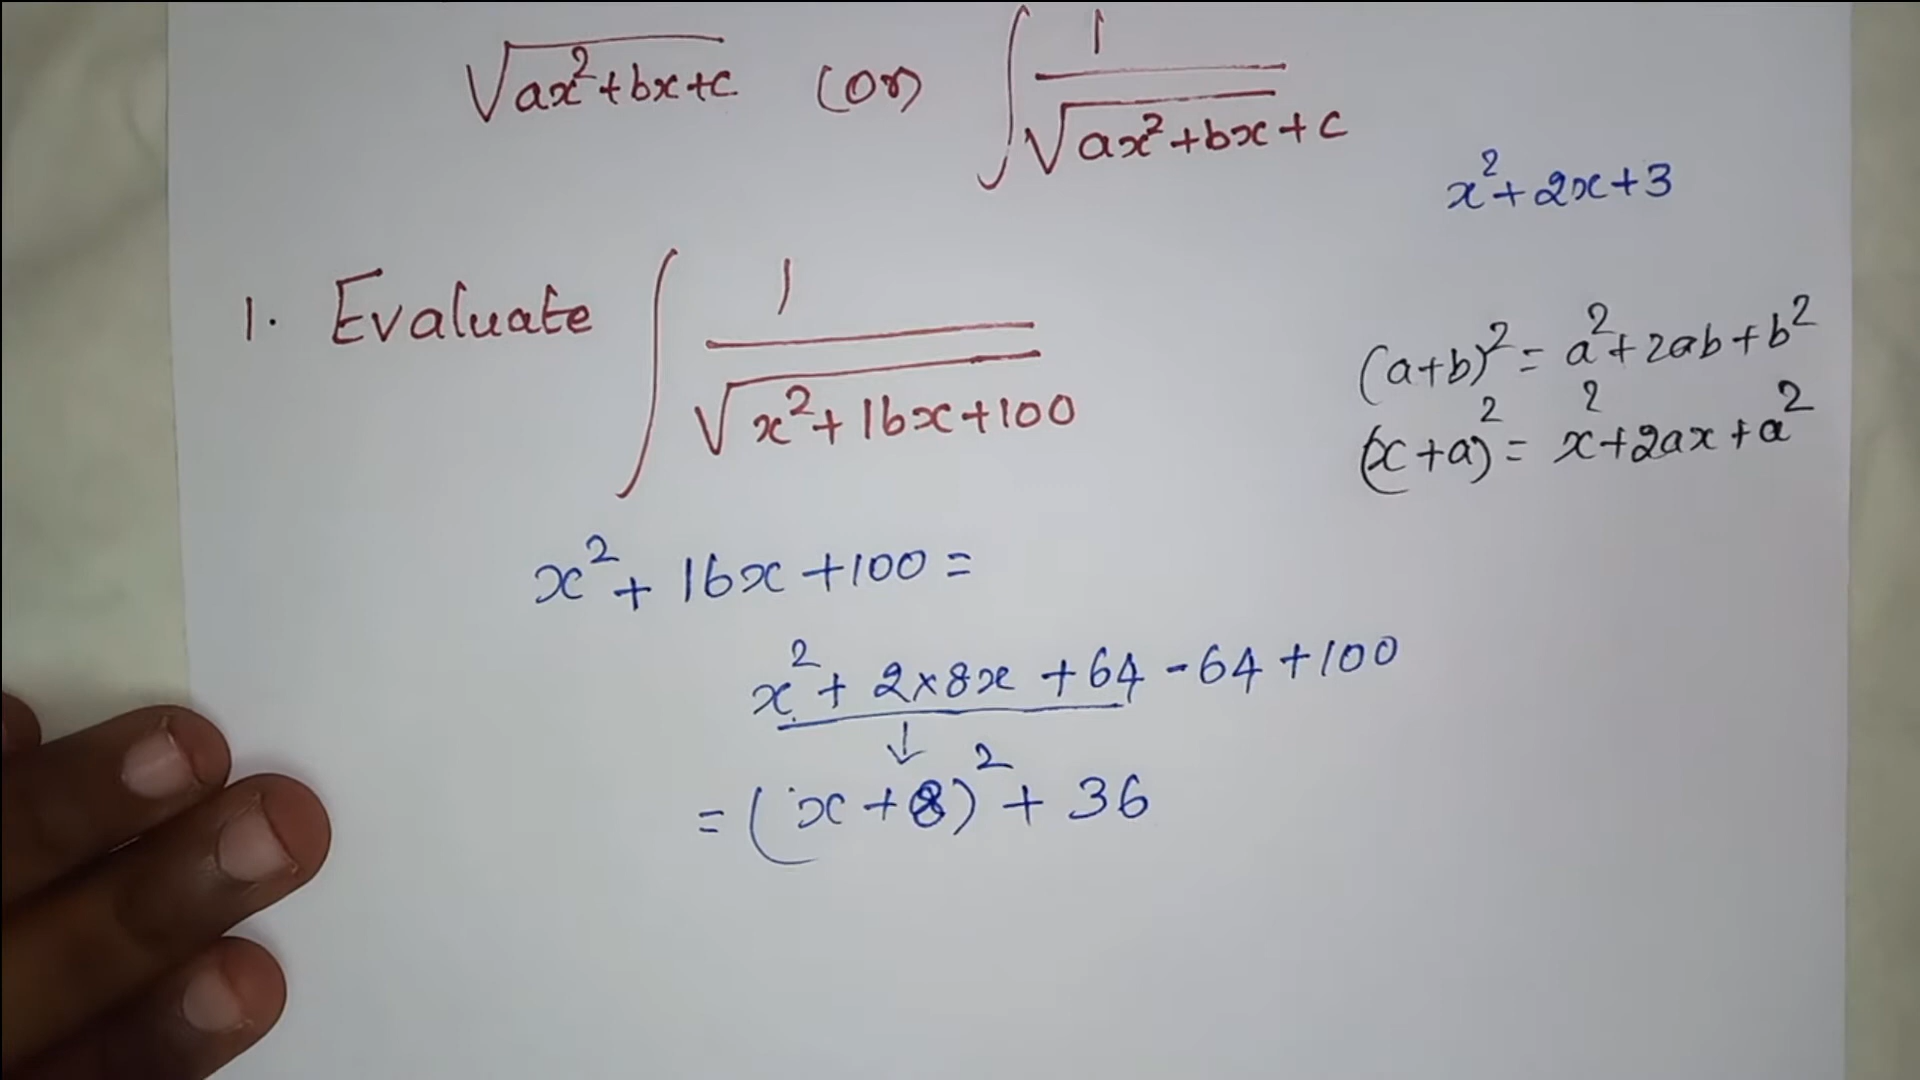 √ax²+bx+c (or) ∫ 1/√ax²+bx+c
x²+2x+3
1. Evaluate ∫ 1/√x²+16x+100
(a+b)² = a²+2ab+b²
(x+a)² = x²+2ax+a²
x²+16x+100=
x²+2×8x+64-64+100
↓
=(x+8)²+36